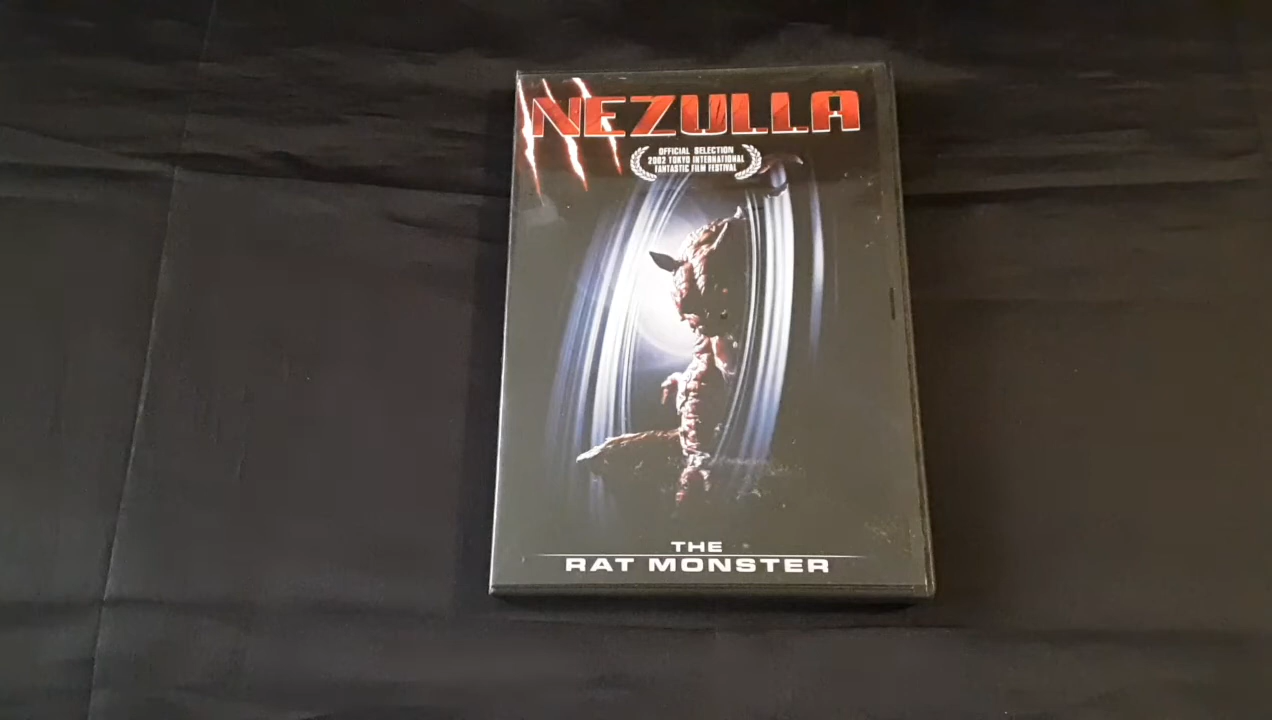 NEZULLA
OFFICIAL SELECTION
2002 TOKYO INTERNATIONAL
FANTASTIC FILM FESTIVAL
THE
RAT MONSTER